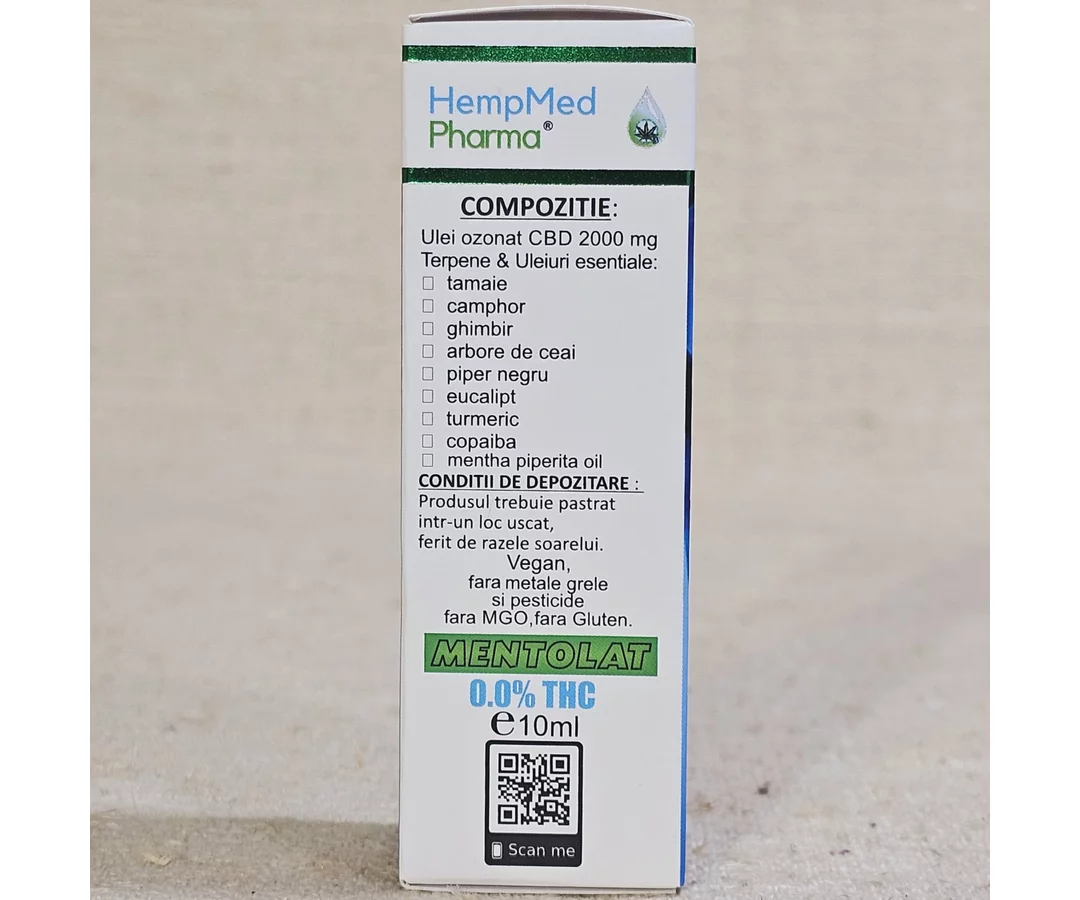 HempMed
Pharma®
COMPOZITIE:
Ulei ozonat CBD 2000 mg
Terpene & Uleiuri esentiale:
tamaie
camphor
ghimbir
arbore de ceai
piper negru
eucalipt
turmeric
copaiba
mentha piperita oil
CONDITII DE DEPOZITARE :
Produsul trebuie pastrat
intr-un loc uscat,
ferit de razele soarelui.
Vegan,
fara metale grele
si pesticide
fara MGO,fara Gluten.
MENTOLAT
0.0% THC
℮10ml
Scan me